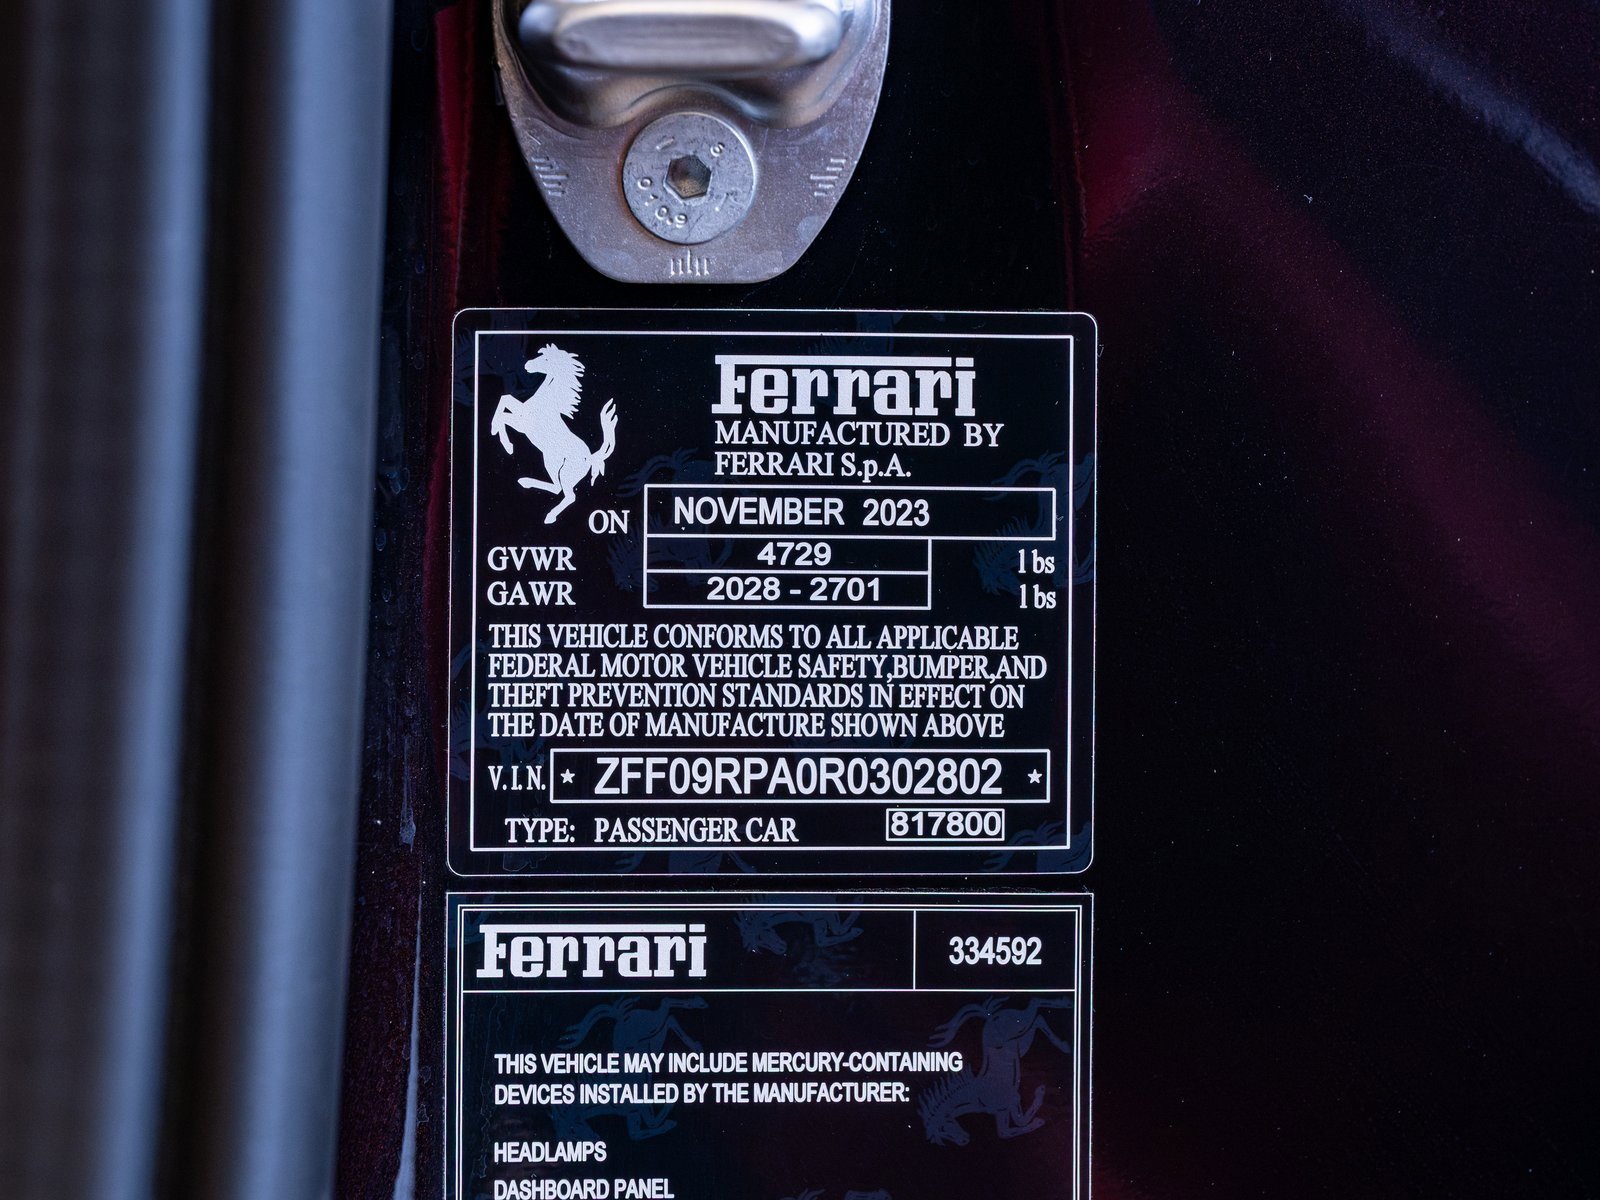 10.9
Ferrari
MANUFACTURED BY
FERRARI S.p.A.
ON NOVEMBER 2023
GVWR 4729 lbs
GAWR 2028 - 2701 lbs
THIS VEHICLE CONFORMS TO ALL APPLICABLE
FEDERAL MOTOR VEHICLE SAFETY,BUMPER,AND
THEFT PREVENTION STANDARDS IN EFFECT ON
THE DATE OF MANUFACTURE SHOWN ABOVE
V.I.N. * ZFF09RPA0R0302802 *
TYPE: PASSENGER CAR 817800
Ferrari 334592
THIS VEHICLE MAY INCLUDE MERCURY-CONTAINING
DEVICES INSTALLED BY THE MANUFACTURER:
HEADLAMPS
DASHBOARD PANEL